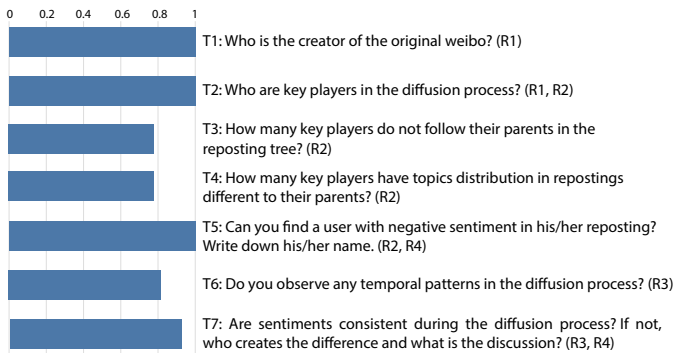 0 0.2 0.4 0.6 0.8 1
T1: Who is the creator of the original weibo? (R1)
T2: Who are key players in the diffusion process? (R1, R2)
T3: How many key players do not follow their parents in the
reposting tree? (R2)
T4: How many key players have topics distribution in repostings
different to their parents? (R2)
T5: Can you find a user with negative sentiment in his/her reposting?
Write down his/her name. (R2, R4)
T6: Do you observe any temporal patterns in the diffusion process? (R3)
T7: Are sentiments consistent during the diffusion process? If not,
who creates the difference and what is the discussion? (R3, R4)